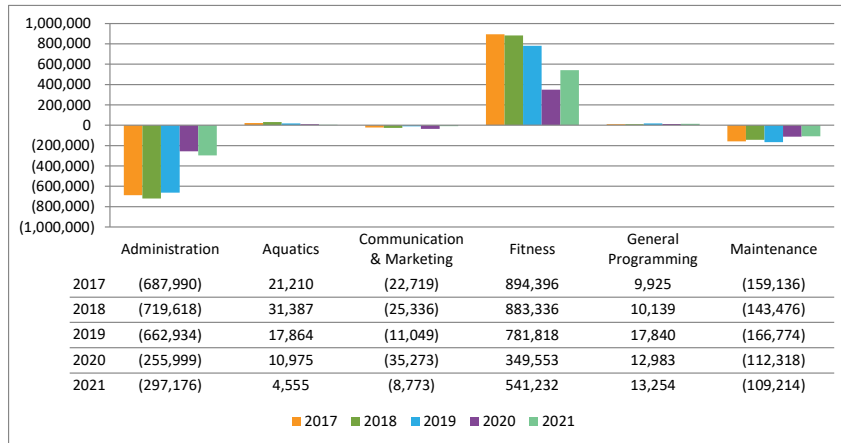 1,000,000
800,000
600,000
400,000
200,000
0
(200,000)
(400,000)
(600,000)
(800,000)
(1,000,000)
Administration Aquatics Communication & Marketing Fitness General Programming Maintenance
2017 (687,990) 21,210 (22,719) 894,396 9,925 (159,136)
2018 (719,618) 31,387 (25,336) 883,336 10,139 (143,476)
2019 (662,934) 17,864 (11,049) 781,818 17,840 (166,774)
2020 (255,999) 10,975 (35,273) 349,553 12,983 (112,318)
2021 (297,176) 4,555 (8,773) 541,232 13,254 (109,214)
2017 2018 2019 2020 2021